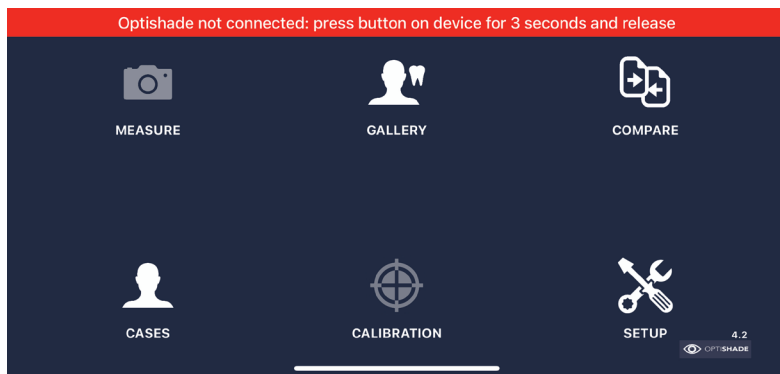 Optishade not connected: press button on device for 3 seconds and release
MEASURE
GALLERY
COMPARE
CASES
CALIBRATION
SETUP
4.2
OPTISHADE